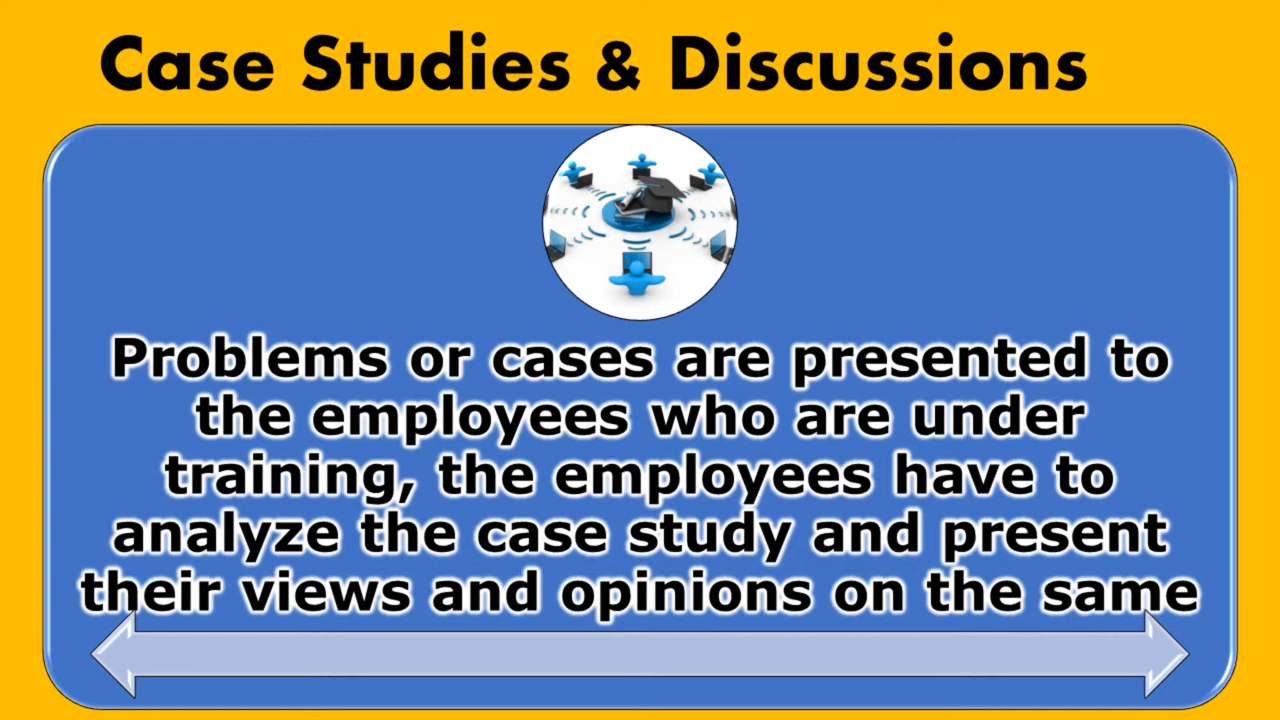 Case Studies & Discussions
Problems or cases are presented to
the employees who are under
training, the employees have to
analyze the case study and present
their views and opinions on the same